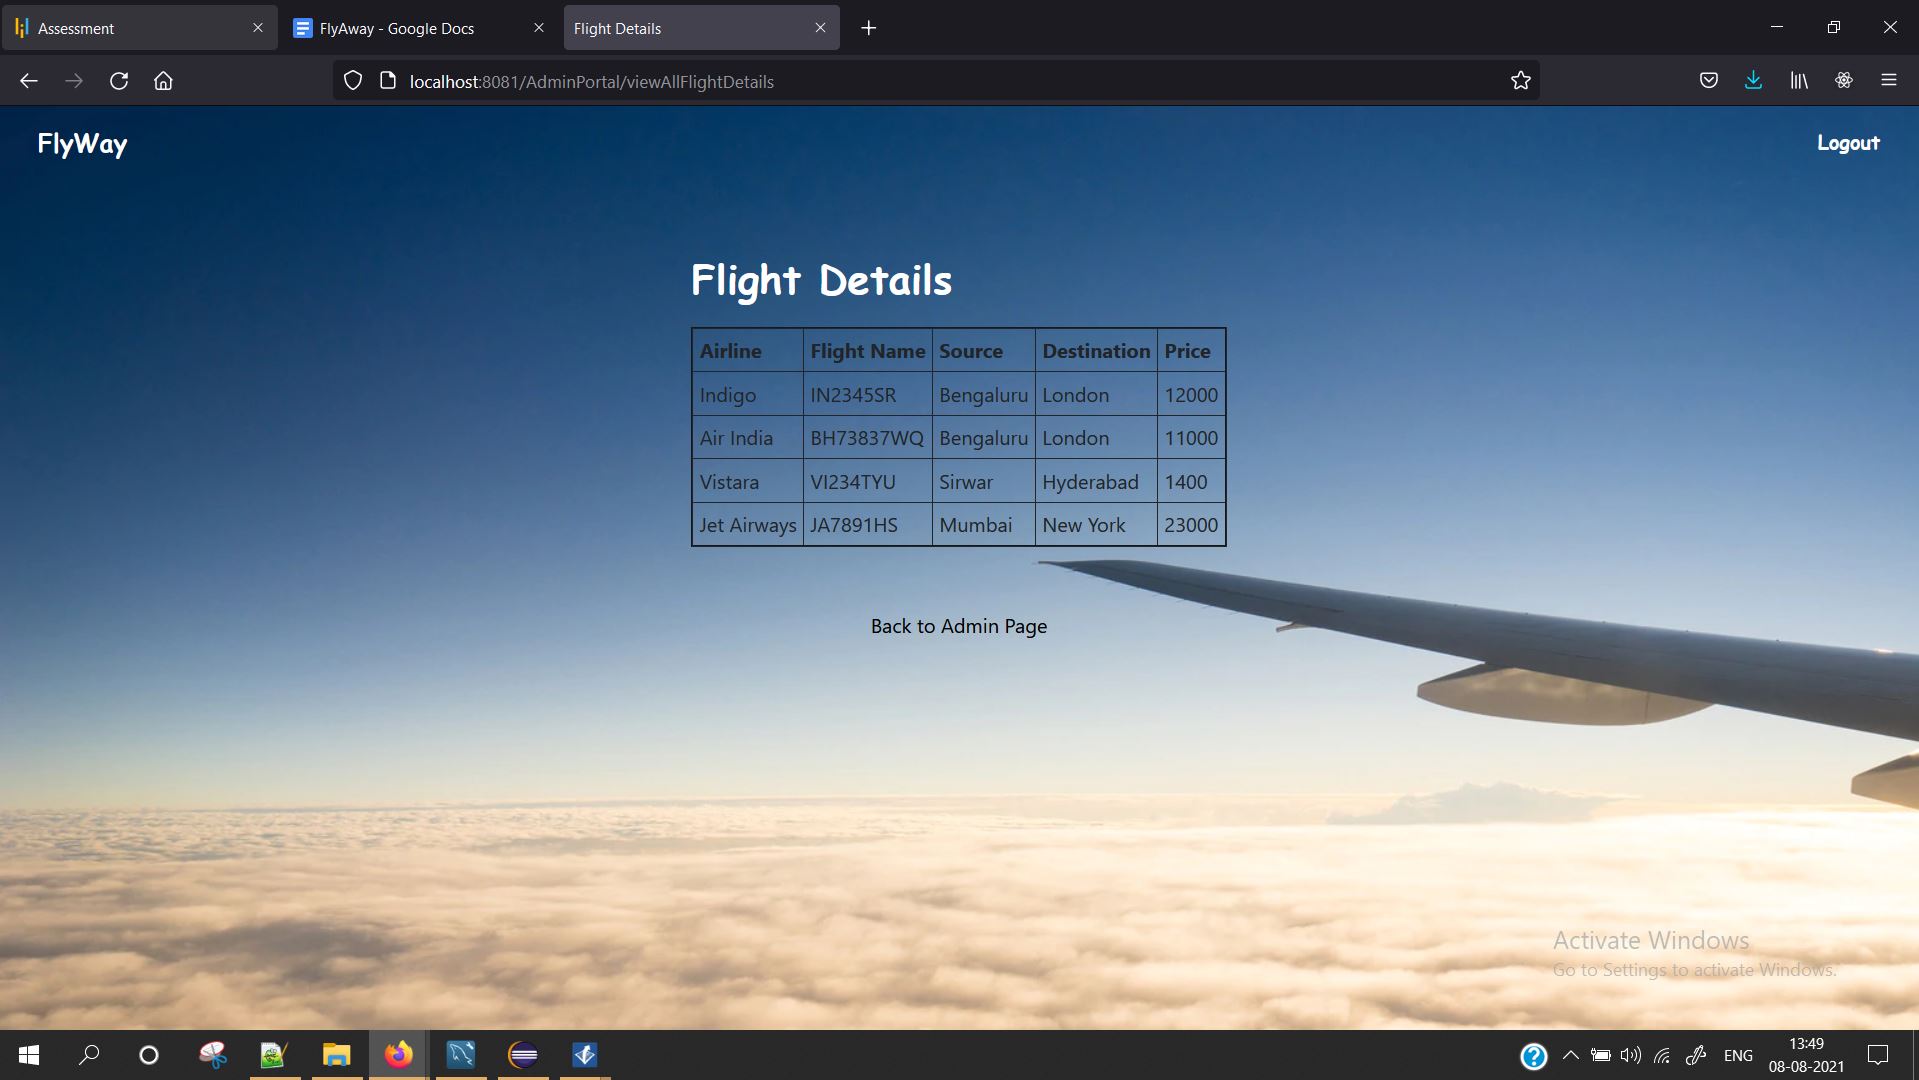 Assessment
FlyAway - Google Docs
Flight Details
localhost:8081/AdminPortal/viewAllFlightDetails
FlyWay
Logout
Flight Details
Airline Flight Name Source Destination Price
Indigo IN2345SR Bengaluru London 12000
Air India BH73837WQ Bengaluru London 11000
Vistara VI234TYU Sirwar Hyderabad 1400
Jet Airways JA7891HS Mumbai New York 23000
Back to Admin Page
Activate Windows
Go to Settings to activate Windows.
ENG
13:49
08-08-2021